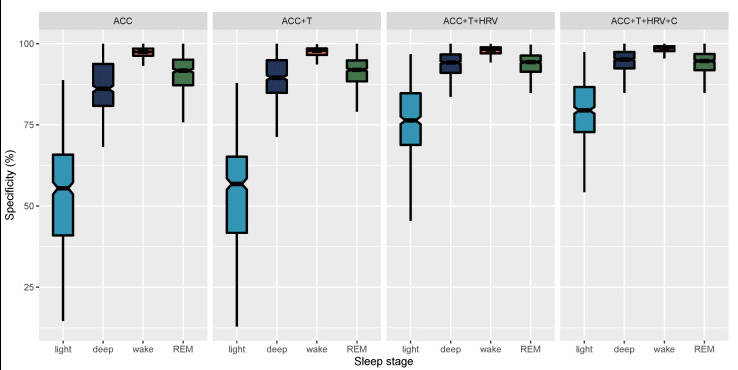 ACC
ACC+T
ACC+T+HRV
ACC+T+HRV+C
Specificity (%)
100
75
50
25
light deep wake REM
light deep wake REM
light deep wake REM
light deep wake REM
Sleep stage